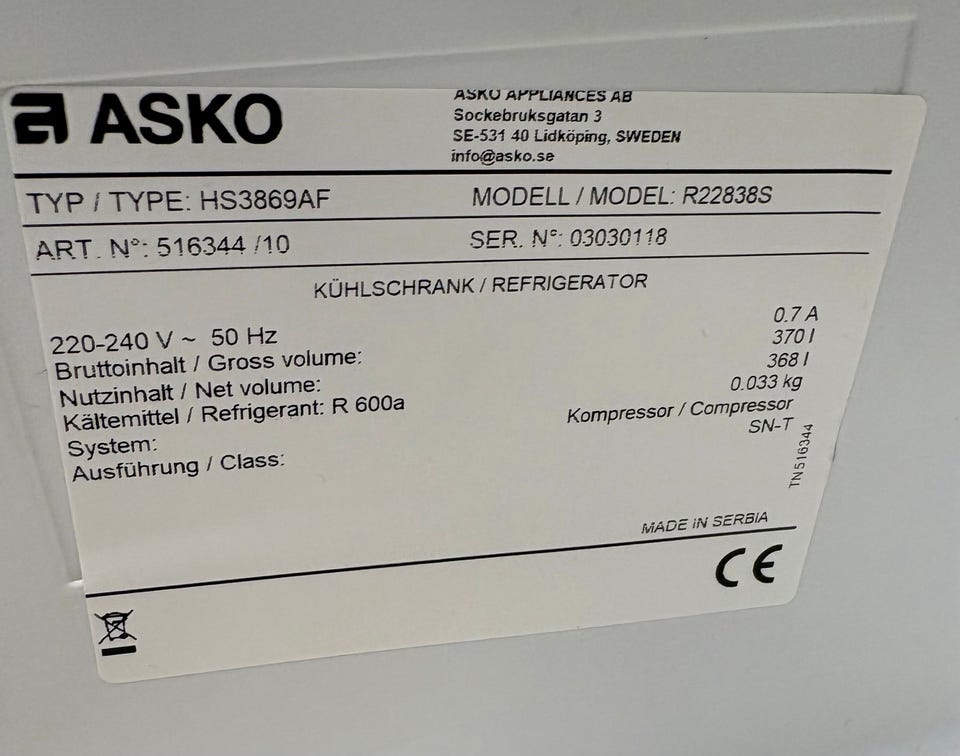 ASKO
ASKO APPLIANCES AB
Sockebruksgatan 3
SE-531 40 Lidköping, SWEDEN
info@asko.se
TYP / TYPE: HS3869AF
MODELL / MODEL: R22838S
ART. N°: 516344 /10
SER. N°: 03030118
KÜHLSCHRANK / REFRIGERATOR
220-240 V ~ 50 Hz 0.7 A
Bruttoinhalt / Gross volume: 370 l
Nutzinhalt / Net volume: 368 l
Kältemittel / Refrigerant: R 600a 0.033 kg
System: Kompressor / Compressor
Ausführung / Class: SN-T
TN516344
MADE IN SERBIA
CE